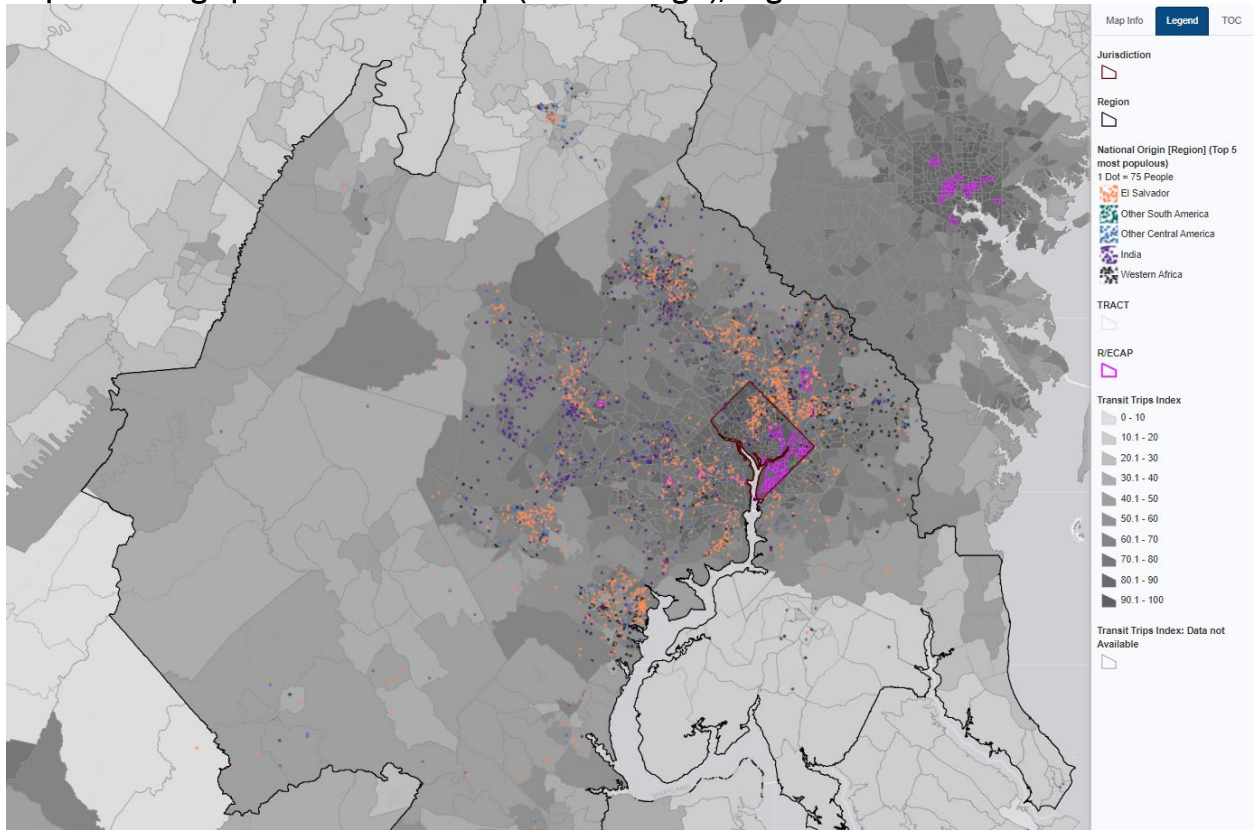 Map Info Legend TOC
Jurisdiction
Region
National Origin [Region] (Top 5
most populous)
1 Dot = 75 People
El Salvador
Other South America
Other Central America
India
Western Africa
TRACT
R/ECAP
Transit Trips Index
0 - 10
10.1 - 20
20.1 - 30
30.1 - 40
40.1 - 50
50.1 - 60
60.1 - 70
70.1 - 80
80.1 - 90
90.1 - 100
Transit Trips Index: Data not
Available
MARYLAND